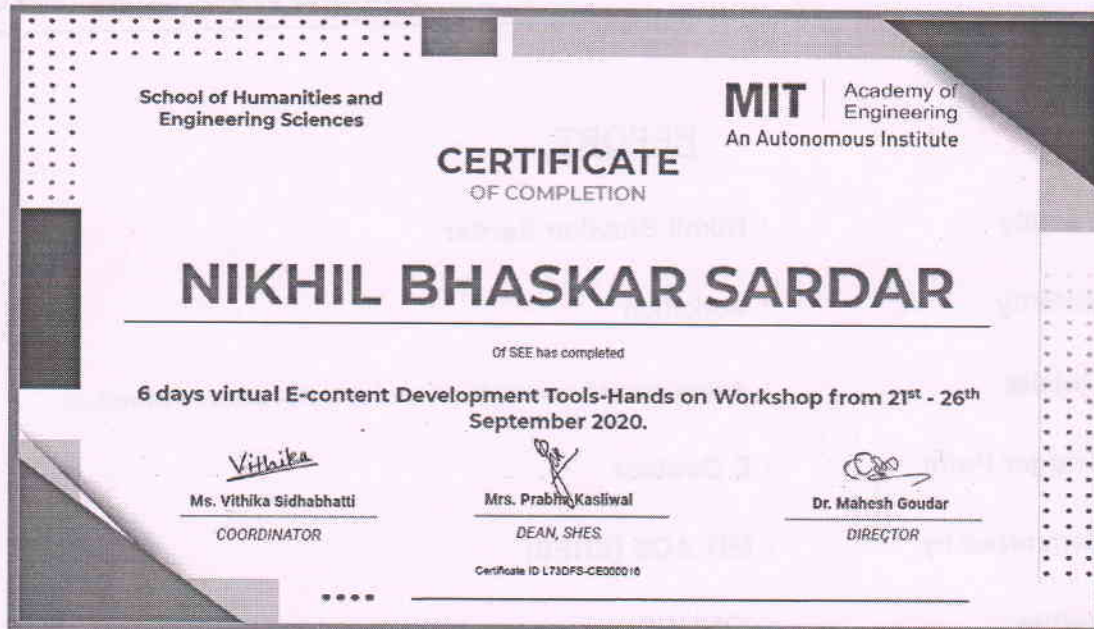 School of Humanities and
Engineering Sciences
MIT Academy of
Engineering
An Autonomous Institute
CERTIFICATE
OF COMPLETION
NIKHIL BHASKAR SARDAR
Of SEE has completed
6 days virtual E-content Development Tools-Hands on Workshop from 21st - 26th
September 2020.
Vithika
Ms. Vithika Sidhabhatti
COORDINATOR
Mrs. Prabha Kasliwal
DEAN, SHES.
Dr. Mahesh Goudar
DIRECTOR
Certificate ID L73DFS-CE000016